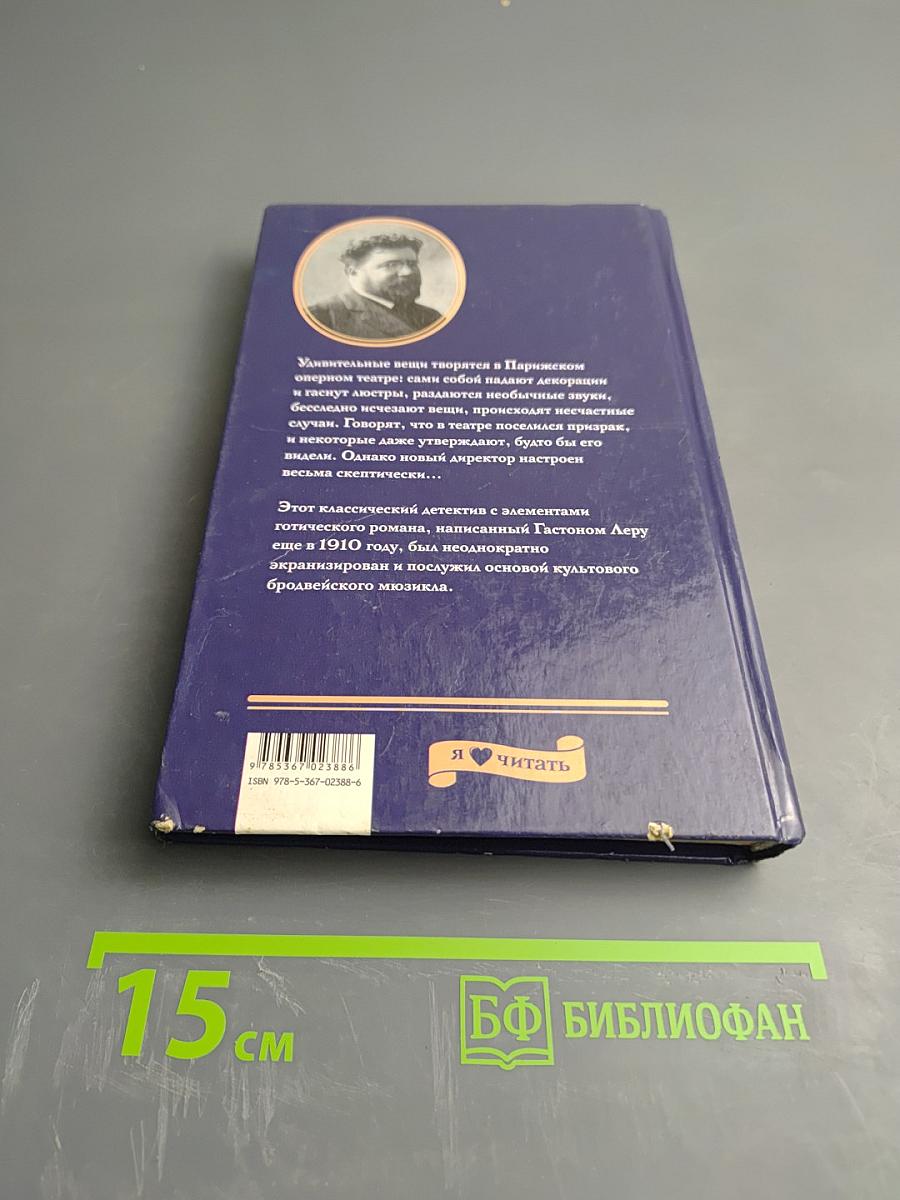 Удивительные вещи творятся в Парижском
оперном театре: сами собой падают декорации
и гаснут люстры, раздаются необычные звуки,
бесследно исчезают вещи, происходят несчастные
случаи. Говорят, что в театре поселился призрак,
и некоторые даже утверждают, будто бы его
видели. Однако новый директор настроен
весьма скептически...
Этот классический детектив с элементами
готического романа, написанный Гастоном Леру
еще в 1910 году, был неоднократно
экранизирован и послужил основой культового
бродвейского мюзикла.
9 785367 023886
ISBN 978-5-367-02388-6
я читать
15 см
БФ БИБЛИОФАН